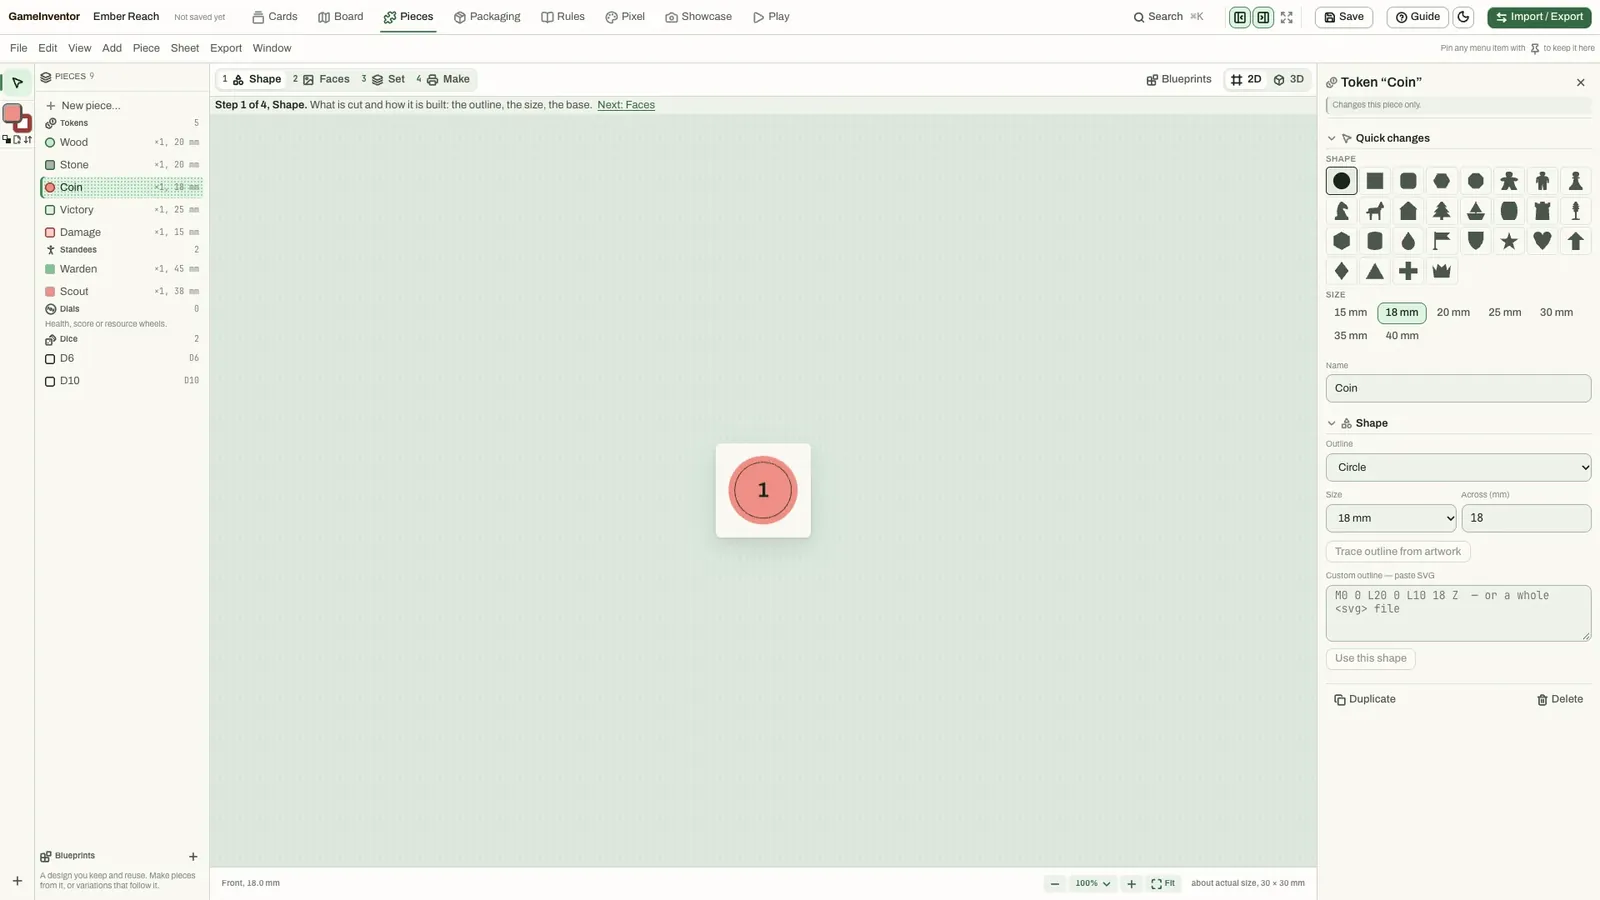 GameInventor Ember Reach Not saved yet Cards Board Pieces Packaging Rules Pixel Showcase Play Search ⌘K Save Guide Import / Export
File Edit View Add Piece Sheet Export Window Pin any menu item with to keep it here
PIECES 9
New piece...
Tokens 5
Wood ×1, 20 mm
Stone ×1, 20 mm
Coin ×1, 18 mm
Victory ×1, 25 mm
Damage ×1, 15 mm
Standees 2
Warden ×1, 45 mm
Scout ×1, 38 mm
Dials 0
Health, score or resource wheels.
Dice 2
D6 D6
D10 D10
Blueprints
A design you keep and reuse. Make pieces
from it, or variations that follow it.
1 Shape 2 Faces 3 Set 4 Make Blueprints 2D 3D
Step 1 of 4, Shape. What is cut and how it is built: the outline, the size, the base. Next: Faces
1
Front, 18.0 mm 100% Fit about actual size, 30 × 30 mm
Token “Coin”
Changes this piece only.
Quick changes
SHAPE
SIZE
15 mm 18 mm 20 mm 25 mm 30 mm
35 mm 40 mm
Name
Coin
Shape
Outline
Circle
Size Across (mm)
18 mm 18
Trace outline from artwork
Custom outline — paste SVG
M0 0 L20 0 L10 18 Z — or a whole
<svg> file
Use this shape
Duplicate Delete